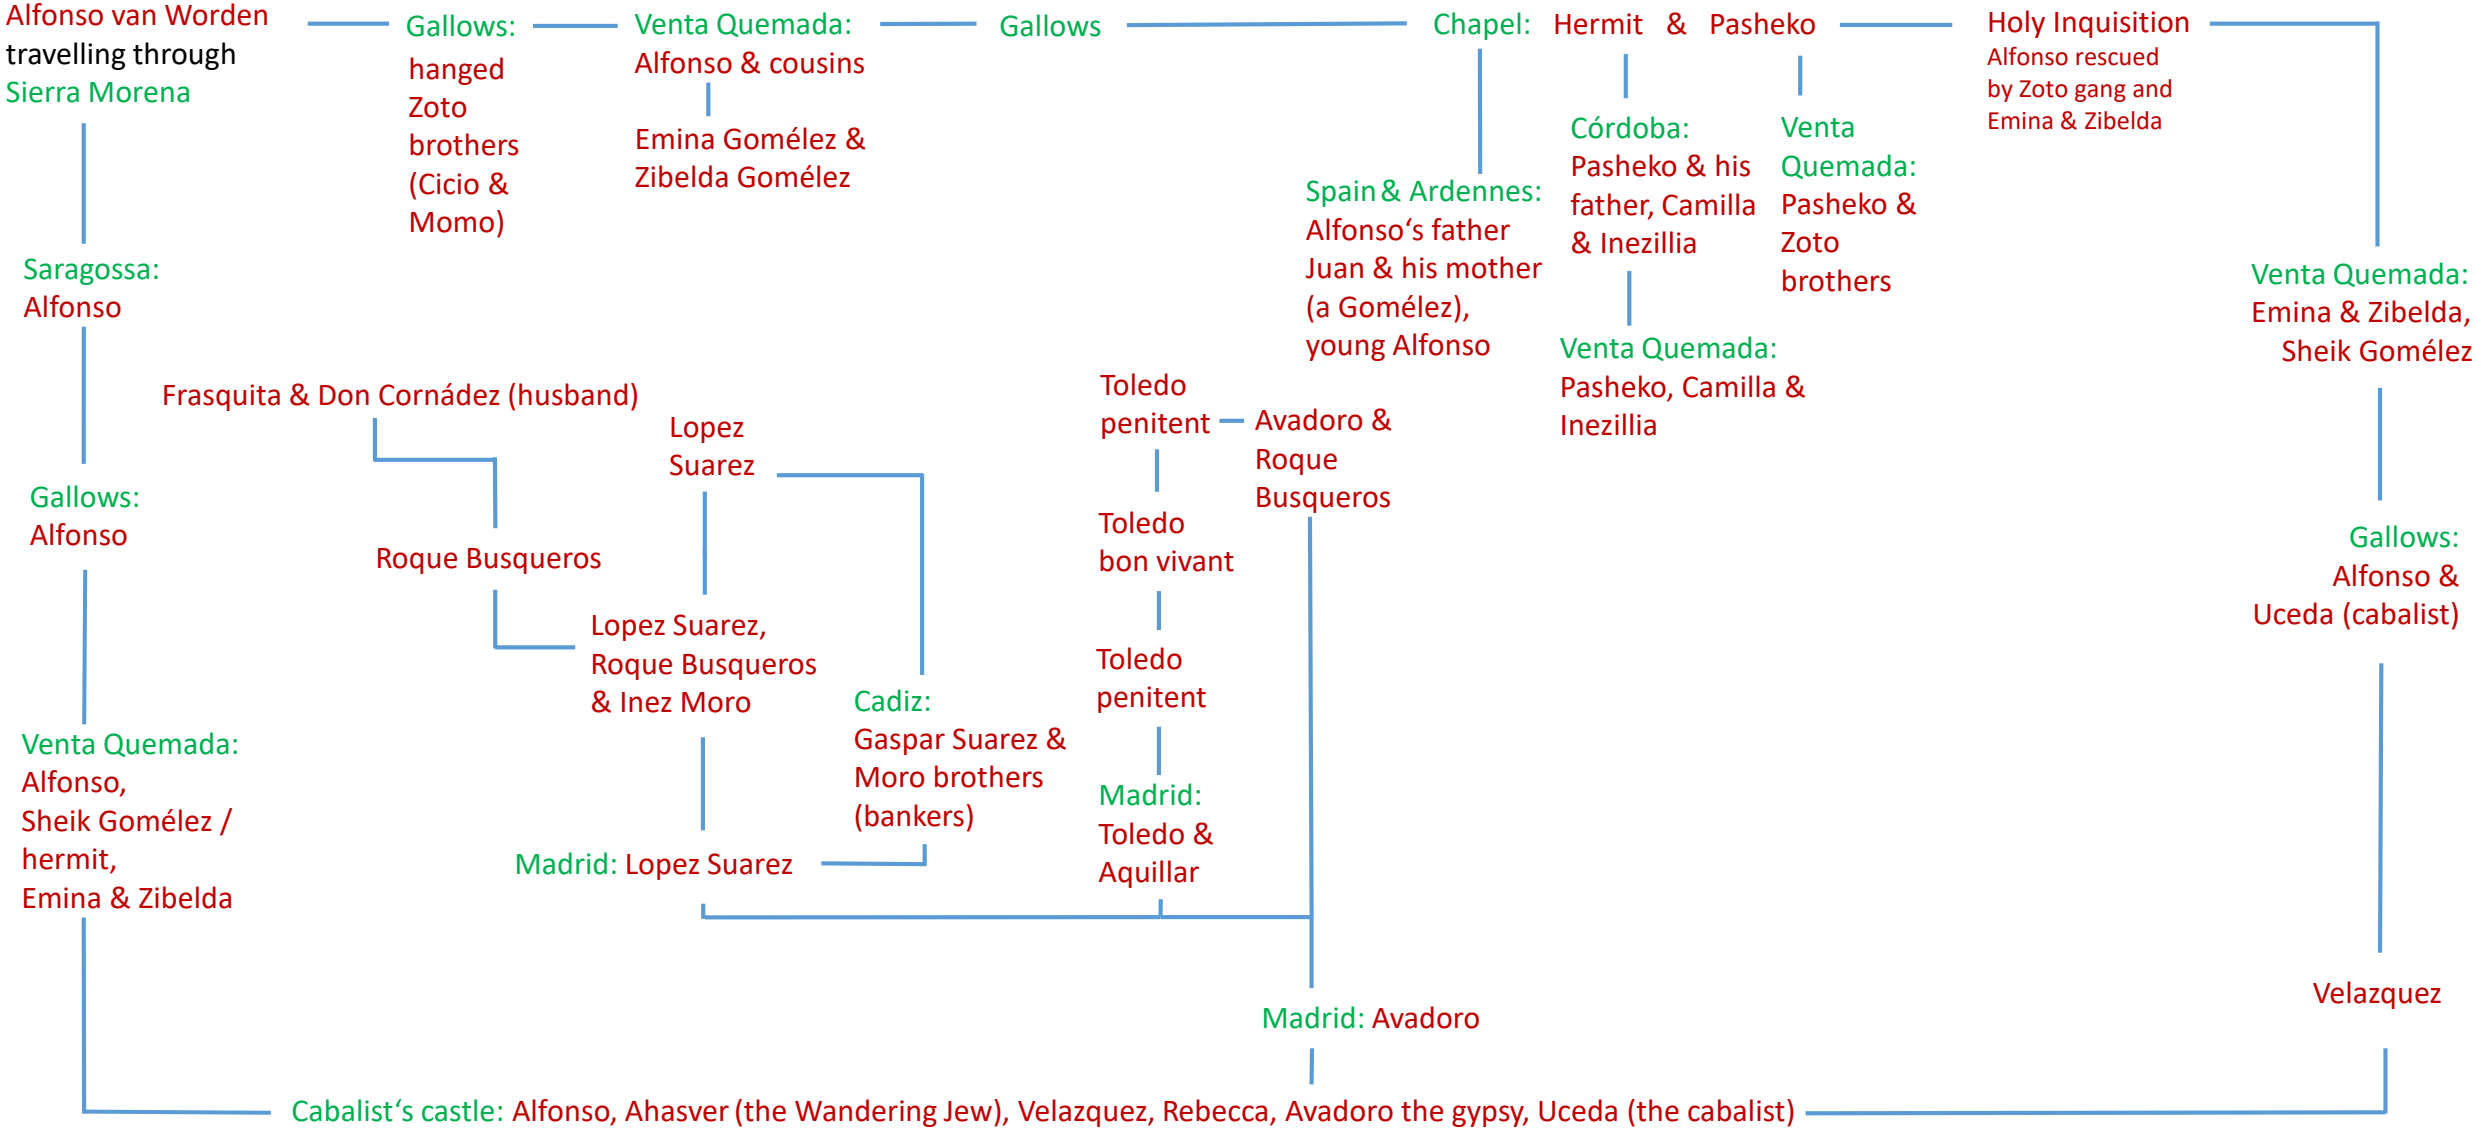 Alfonso van Worden
travelling through
Sierra Morena
Gallows:
hanged
Zoto
brothers
(Cicio &
Momo)
Venta Quemada:
Alfonso & cousins
Emina Gomélez &
Zibelda Gomélez
Gallows
Chapel: Hermit & Pasheko
Spain & Ardennes:
Alfonso‘s father
Juan & his mother
(a Gomélez),
young Alfonso
Córdoba:
Pasheko & his
father, Camilla
& Inezillia
Venta Quemada:
Pasheko, Camilla &
Inezillia
Venta
Quemada:
Pasheko &
Zoto
brothers
Holy Inquisition
Alfonso rescued
by Zoto gang and
Emina & Zibelda
Venta Quemada:
Emina & Zibelda,
Sheik Gomélez
Gallows:
Alfonso &
Uceda (cabalist)
Velazquez
Saragossa:
Alfonso
Gallows:
Alfonso
Venta Quemada:
Alfonso,
Sheik Gomélez /
hermit,
Emina & Zibelda
Frasquita & Don Cornádez (husband)
Roque Busqueros
Lopez
Suarez
Lopez Suarez,
Roque Busqueros
& Inez Moro
Cadiz:
Gaspar Suarez &
Moro brothers
(bankers)
Madrid: Lopez Suarez
Toledo
penitent
Avadoro &
Roque
Busqueros
Toledo
bon vivant
Toledo
penitent
Madrid:
Toledo &
Aquillar
Madrid: Avadoro
Cabalist‘s castle: Alfonso, Ahasver (the Wandering Jew), Velazquez, Rebecca, Avadoro the gypsy, Uceda (the cabalist)